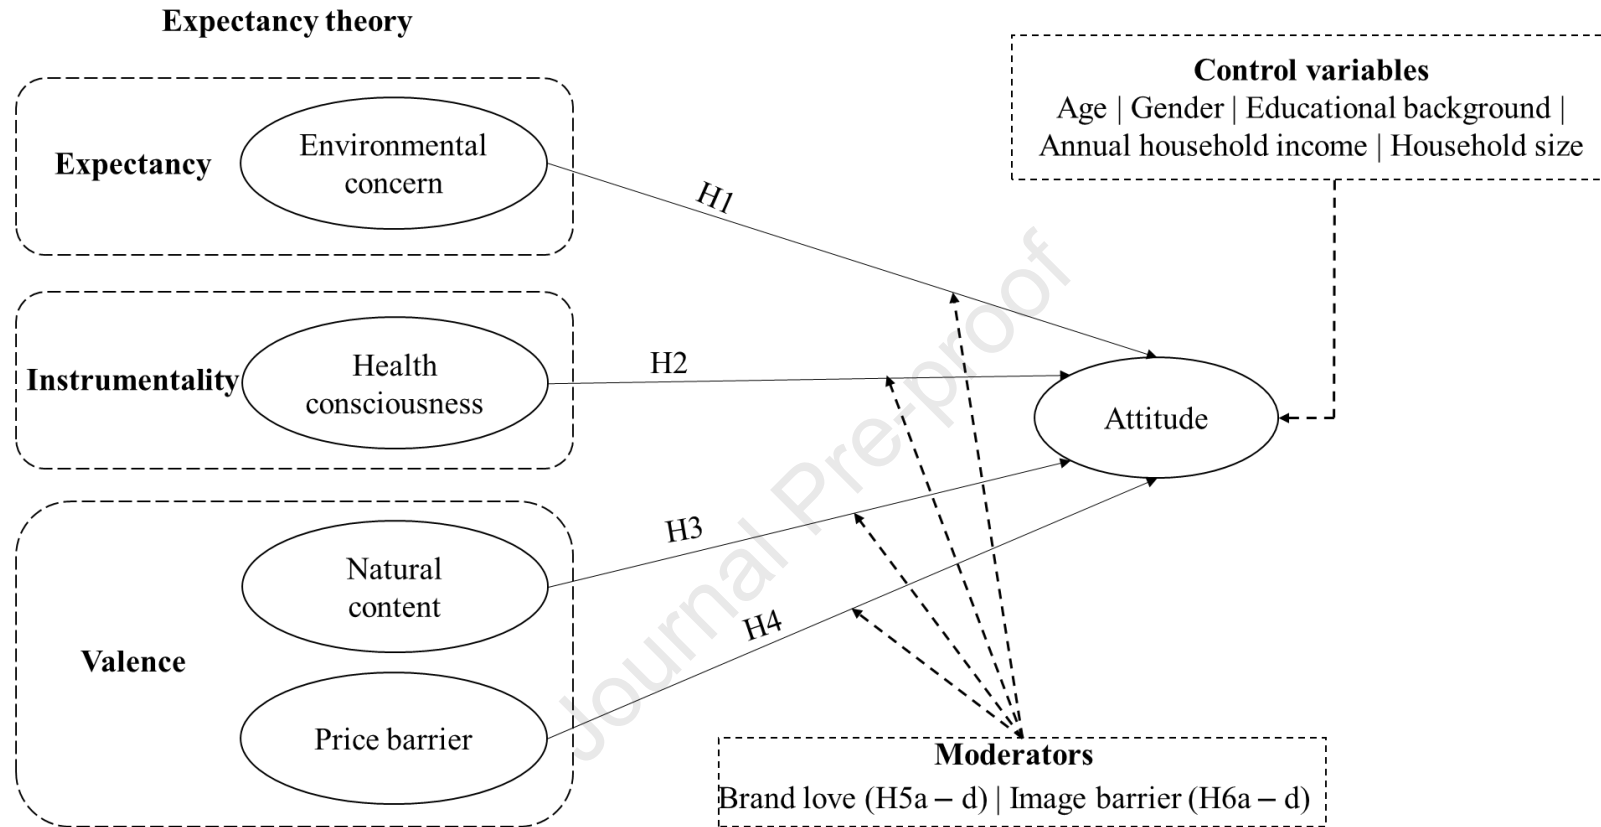 Expectancy theory
Control variables
Age | Gender | Educational background |
Annual household income | Household size
Expectancy
Environmental
concern
H1
Instrumentality
Health
consciousness
H2
Attitude
Valence
Natural
content
H3
Price barrier
H4
Moderators
Brand love (H5a – d) | Image barrier (H6a – d)
Journal Pre-proof